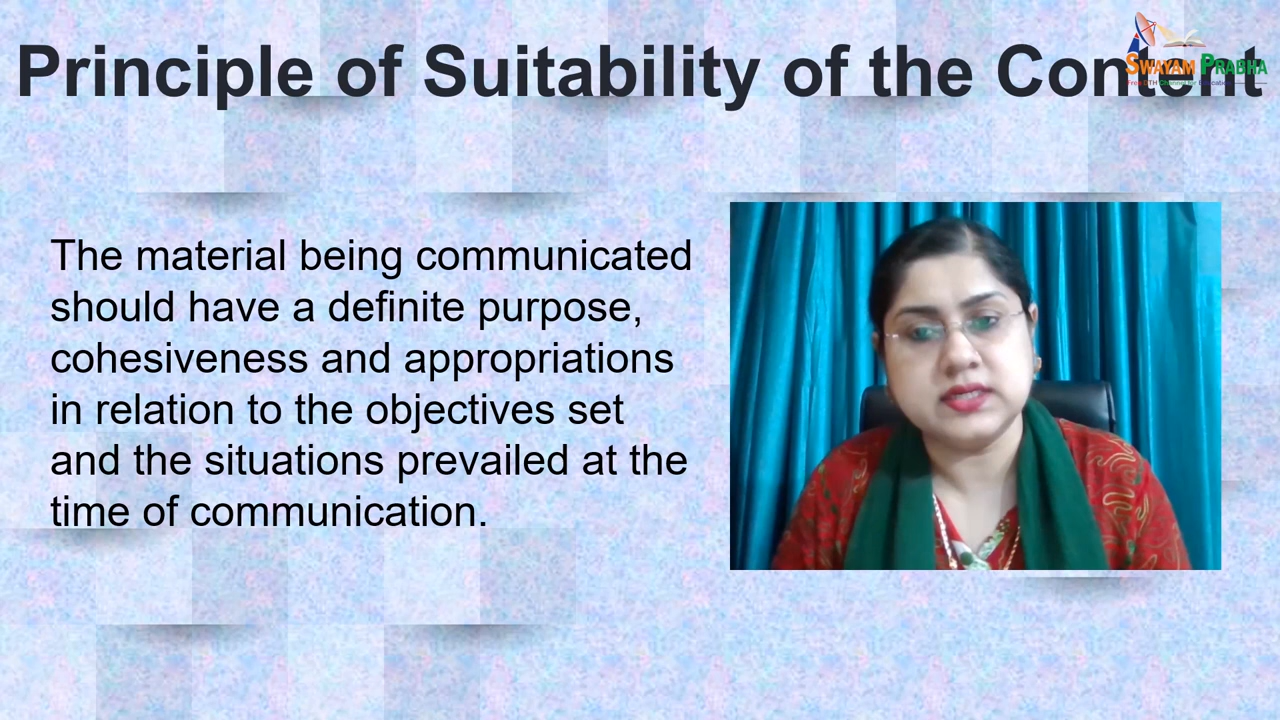 Principle of Suitability of the Content
SWAYAM PRABHA
The material being communicated
should have a definite purpose,
cohesiveness and appropriations
in relation to the objectives set
and the situations prevailed at the
time of communication.